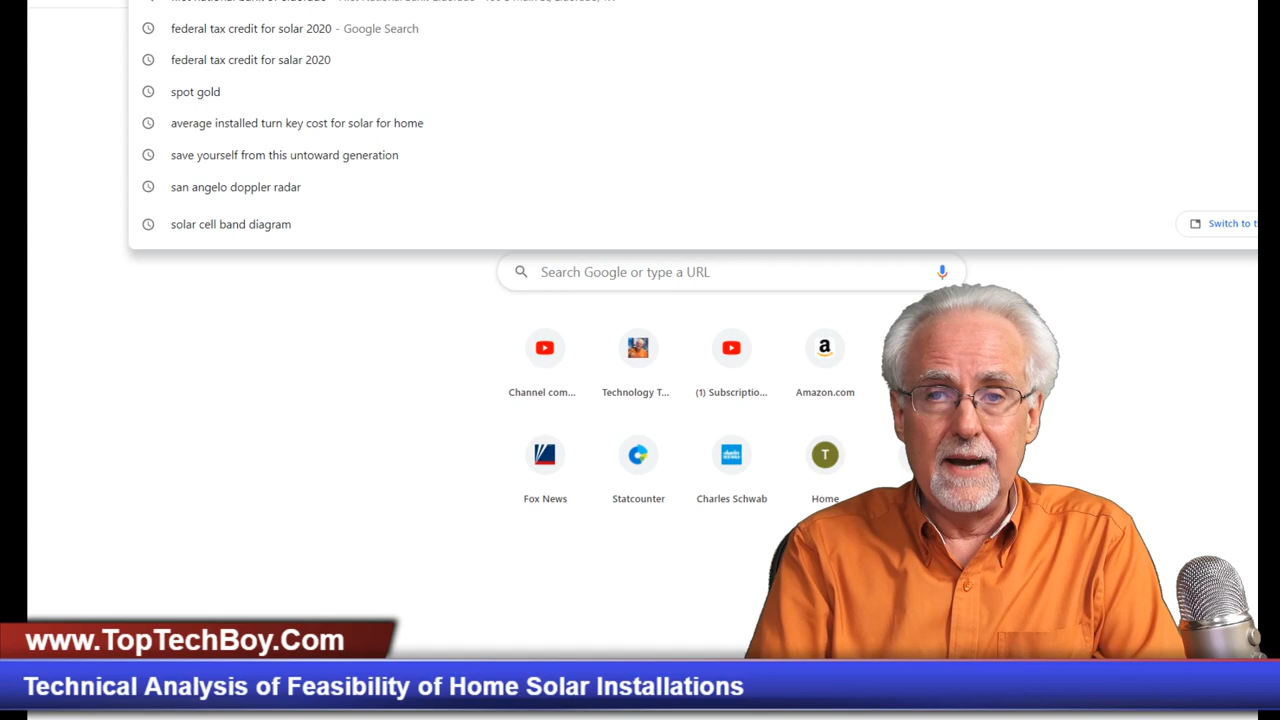 federal tax credit for solar 2020 - Google Search
federal tax credit for salar 2020
spot gold
average installed turn key cost for solar for home
save yourself from this untoward generation
san angelo doppler radar
solar cell band diagram
Switch to t
Search Google or type a URL
Channel com...
Technology T...
(1) Subscriptio...
Amazon.com
Fox News
Statcounter
Charles Schwab
T
Home
www.TopTechBoy.Com
Technical Analysis of Feasibility of Home Solar Installations